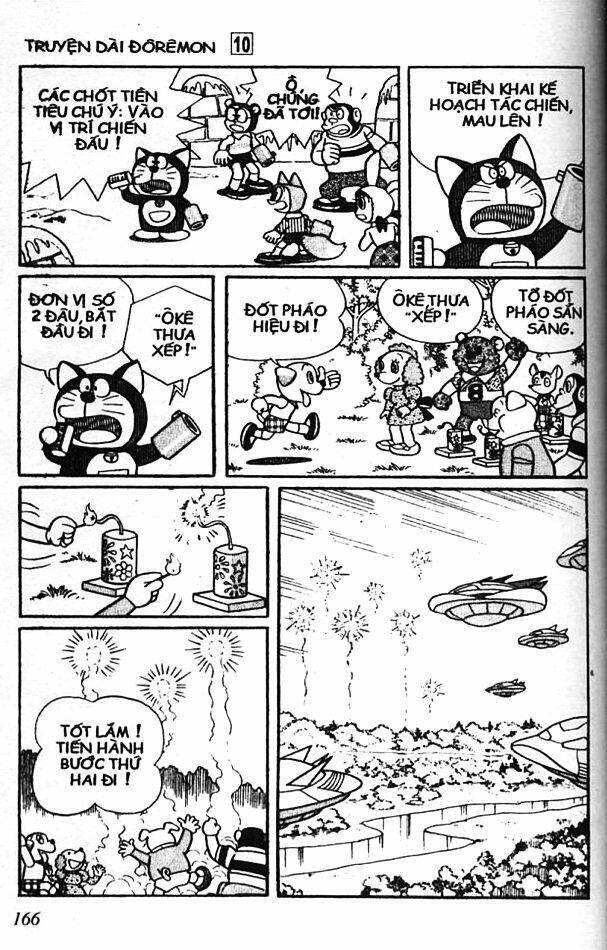 TRUYỆN DÀI ĐÔRÊMON 10
CÁC CHỐT TIỀN
TIÊU CHÚ Ý: VÀO
VỊ TRÍ CHIẾN
ĐẤU !
Ồ
CHÚNG
ĐÃ TỚI!
TRIỂN KHAI KẾ
HOẠCH TÁC CHIẾN,
MAU LÊN !
ĐƠN VỊ SỐ
2 ĐÂU, BẮT
ĐẦU ĐI !
"ÔKÊ
THƯA
XẾP!"
ĐỐT PHÁO
HIỆU ĐI !
ÔKÊ THƯA
"XẾP !"
TỔ ĐỐT
PHÁO SẴN
SÀNG.
TỐT LẮM !
TIẾN HÀNH
BƯỚC THỨ
HAI ĐI !
166